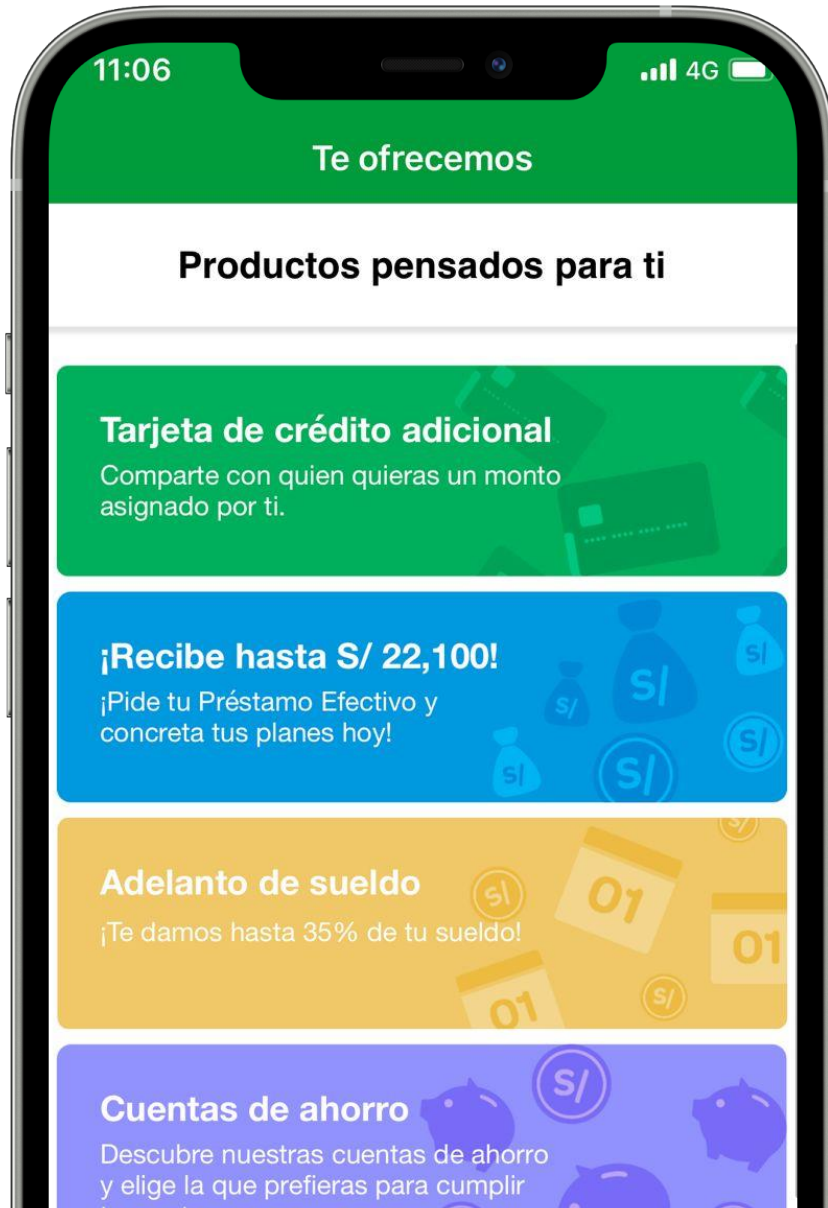 11:06
4G
Te ofrecemos
Productos pensados para ti
Tarjeta de crédito adicional
Comparte con quien quieras un monto
asignado por ti.
¡Recibe hasta S/ 22,100!
¡Pide tu Préstamo Efectivo y
concreta tus planes hoy!
S/
S/
S/
S/
S/
S/
Adelanto de sueldo
¡Te damos hasta 35% de tu sueldo!
S/
S/
01
01
01
S/
Cuentas de ahorro
Descubre nuestras cuentas de ahorro
y elige la que prefieras para cumplir
S/